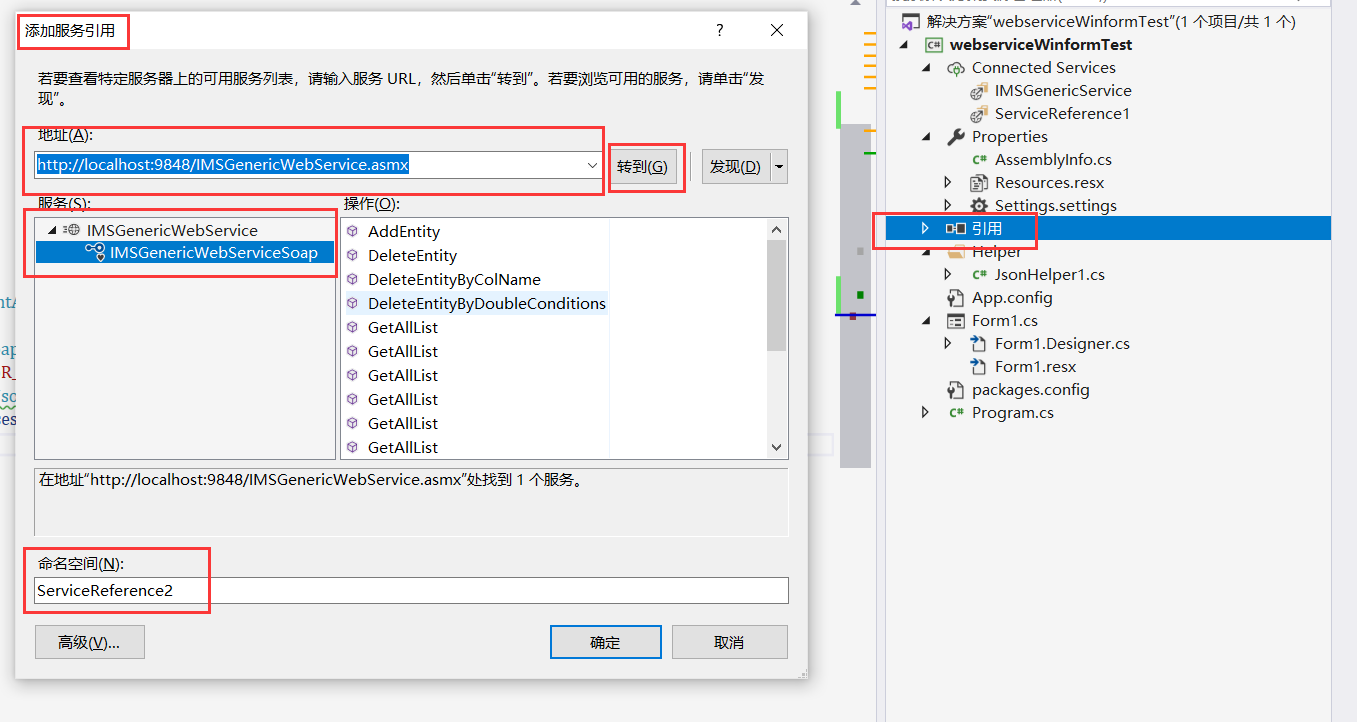 添加服务引用
?
若要查看特定服务器上的可用服务列表，请输入服务 URL，然后单击“转到”。若要浏览可用的服务，请单击“发
现”。
地址(A):
http://localhost:9848/IMSGenericWebService.asmx
转到(G)
发现(D)
服务(S):
操作(O):
IMSGenericWebService
IMSGenericWebServiceSoap
AddEntity
DeleteEntity
DeleteEntityByColName
DeleteEntityByDoubleConditions
GetAllList
GetAllList
GetAllList
GetAllList
GetAllList
GetAllList
在地址“http://localhost:9848/IMSGenericWebService.asmx”处找到 1 个服务。
命名空间(N):
ServiceReference2
高级(V)...
确定
取消
解决方案“webserviceWinformTest”(1 个项目/共 1 个)
C# webserviceWinformTest
Connected Services
IMSGenericService
ServiceReference1
Properties
C# AssemblyInfo.cs
Resources.resx
Settings.settings
引用
Helper
C# JsonHelper1.cs
App.config
Form1.cs
Form1.Designer.cs
Form1.resx
packages.config
C# Program.cs